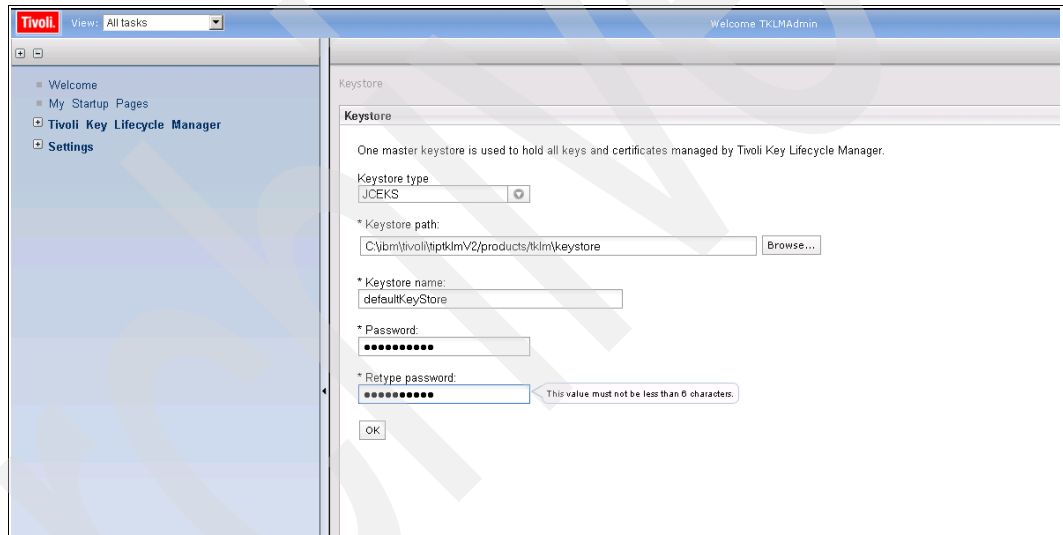 Tivoli. View: All tasks Welcome TKLMAdmin
Welcome
My Startup Pages
Tivoli Key Lifecycle Manager
Settings
Keystore
Keystore
One master keystore is used to hold all keys and certificates managed by Tivoli Key Lifecycle Manager.
Keystore type
JCEKS
* Keystore path:
C:\ibm\tivoli\tiptklmV2/products/tklm\keystore Browse...
* Keystore name:
defaultKeyStore
* Password:
●●●●●●●●●●
* Retype password:
●●●●●●●●●● This value must not be less than 6 characters.
OK